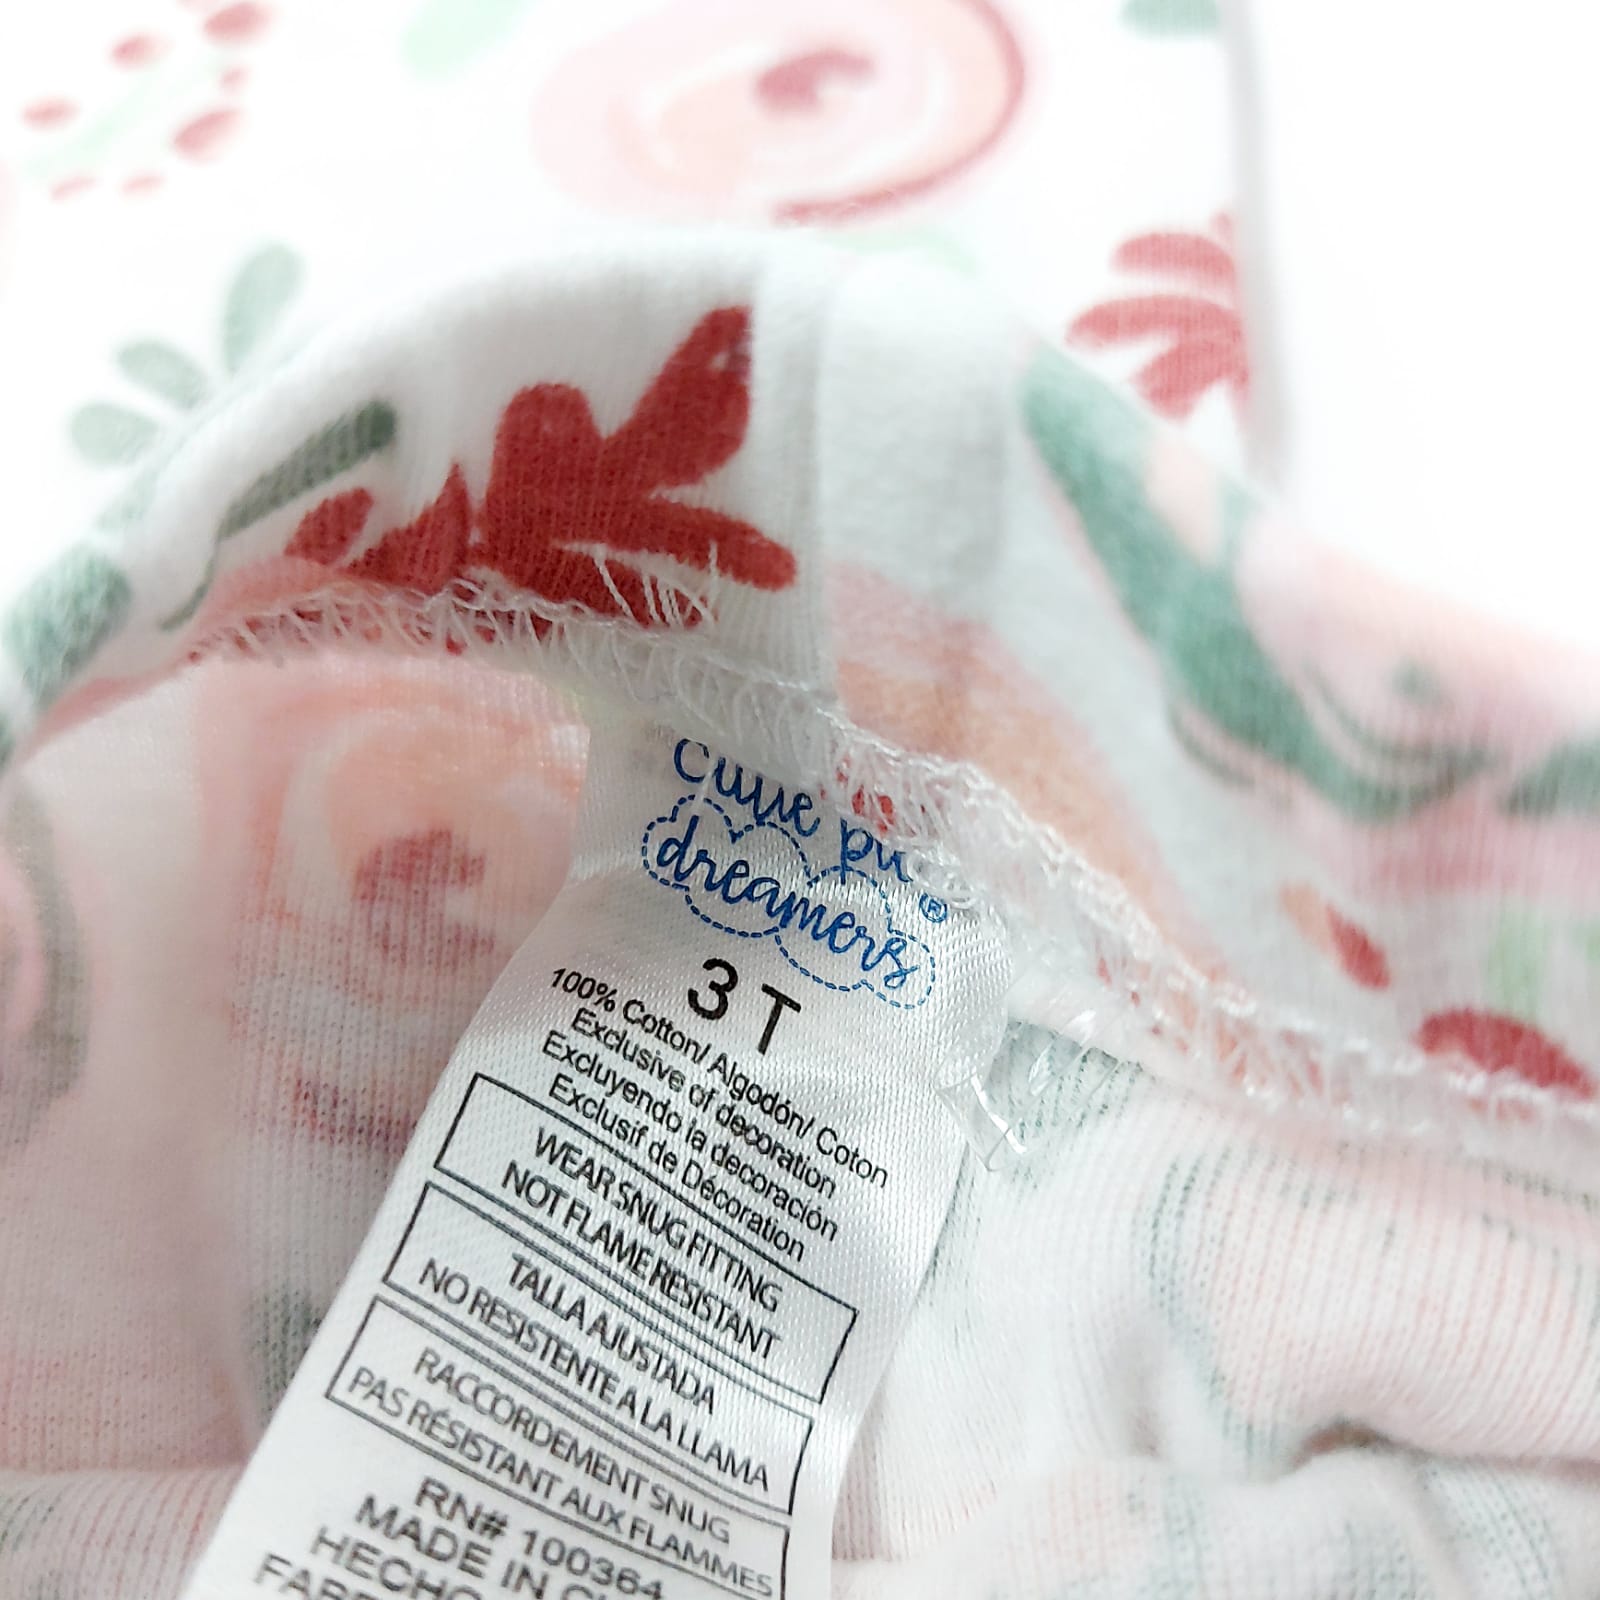 dreamers
®
3T
100% Cotton/ Algodón/ Coton
Exclusive of decoration
Excluyendo la decoración
Exclusif de Décoration
WEAR SNUG FITTING
NOT FLAME RESISTANT
TALLA AJUSTADA
NO RESISTENTE A LA LLAMA
RACCORDEMENT SNUG
PAS RÉSISTANT AUX FLAMMES
RN# 100364
MADE IN
HECHO